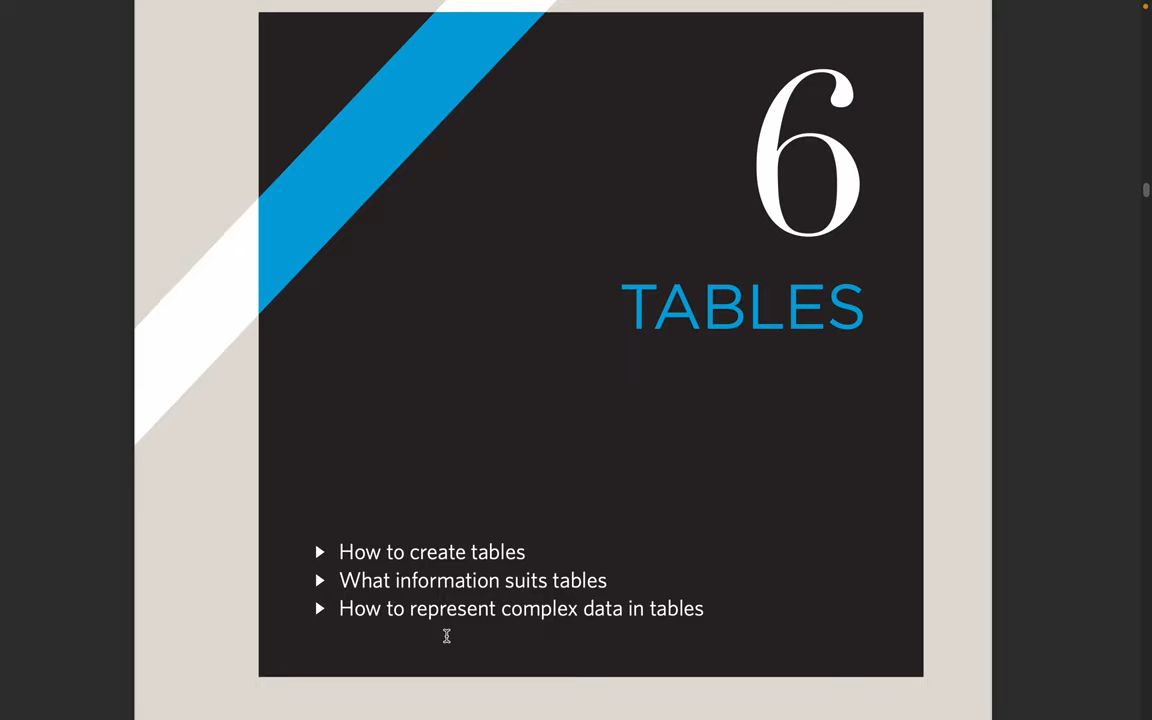 6
TABLES
How to create tables
What information suits tables
How to represent complex data in tables